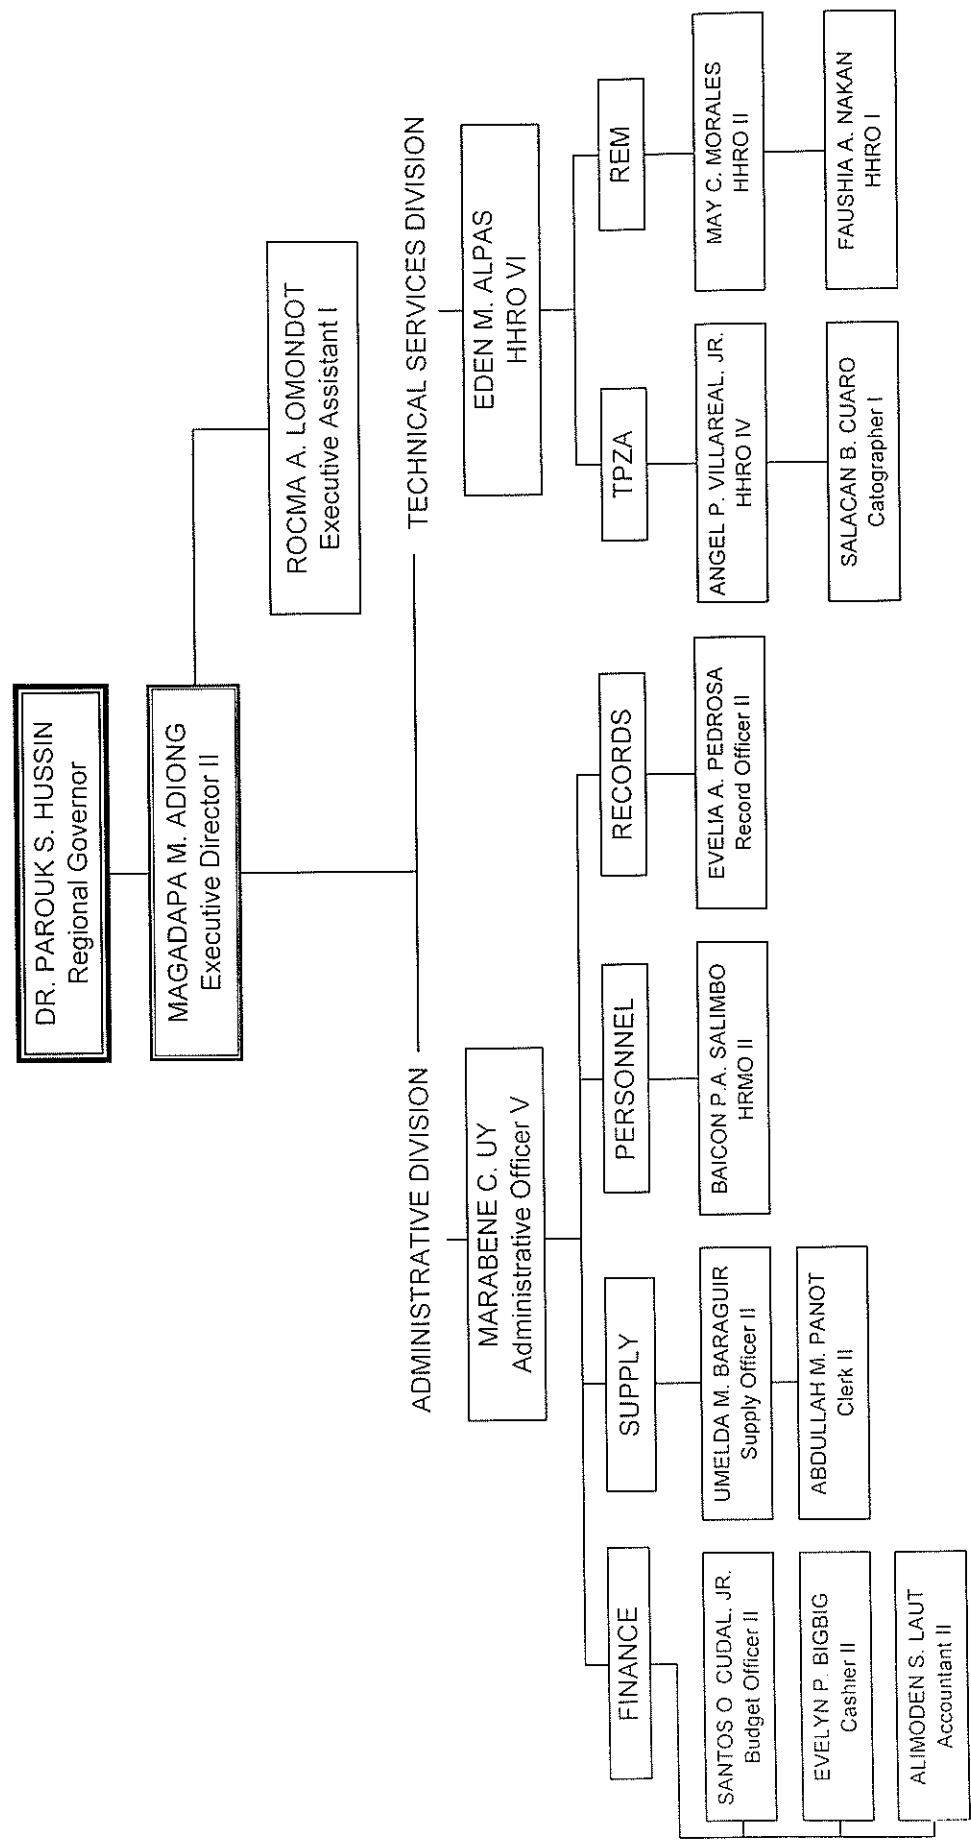 DR. PAROUK S. HUSSIN
Regional Governor
MAGADAPA M. ADIONG
Executive Director II
ROCMA A. LOMONDOT
Executive Assistant I
ADMINISTRATIVE DIVISION
TECHNICAL SERVICES DIVISION
MARABENE C. UY
Administrative Officer V
EDEN M. ALPAS
HHRO VI
FINANCE
SUPPLY
PERSONNEL
RECORDS
TPZA
REM
SANTOS O CUDAL, JR.
Budget Officer II
UMELDA M. BARAGUIR
Supply Officer II
BAICON P.A. SALIMBO
HRMO II
EVELIA A. PEDROSA
Record Officer II
ANGEL P. VILLAREAL, JR.
HHRO IV
MAY C. MORALES
HHRO II
EVELYN P. BIGBIG
Cashier II
ABDULLAH M. PANOT
Clerk II
SALACAN B. CUARO
Catographer I
FAUSHIA A. NAKAN
HHRO I
ALIMODEN S. LAUT
Accountant II